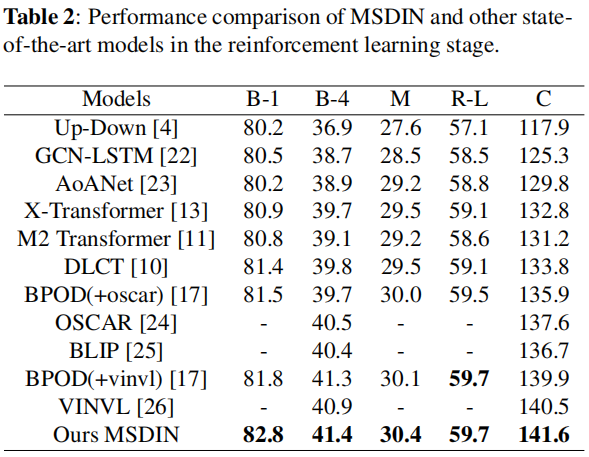 Table 2: Performance comparison of MSDIN and other state-
of-the-art models in the reinforcement learning stage.
Models B-1 B-4 M R-L C
Up-Down [4] 80.2 36.9 27.6 57.1 117.9
GCN-LSTM [22] 80.5 38.7 28.5 58.5 125.3
AoANet [23] 80.2 38.9 29.2 58.8 129.8
X-Transformer [13] 80.9 39.7 29.5 59.1 132.8
M2 Transformer [11] 80.8 39.1 29.2 58.6 131.2
DLCT [10] 81.4 39.8 29.5 59.1 133.8
BPOD(+oscar) [17] 81.5 39.7 30.0 59.5 135.9
OSCAR [24] - 40.5 - - 137.6
BLIP [25] - 40.4 - - 136.7
BPOD(+vinvl) [17] 81.8 41.3 30.1 59.7 139.9
VINVL [26] - 40.9 - - 140.5
Ours MSDIN 82.8 41.4 30.4 59.7 141.6